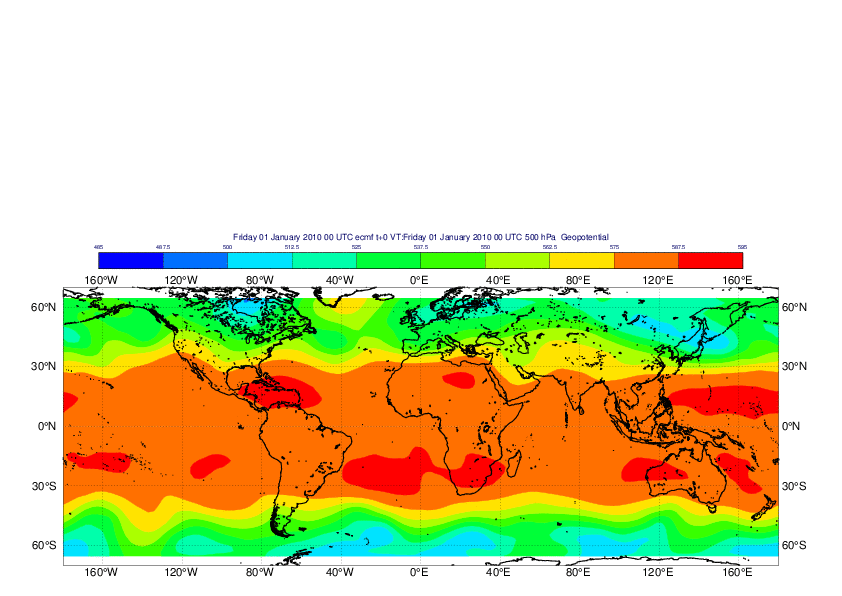 Friday 01 January 2010 00 UTC ecmf t+0 VT:Friday 01 January 2010 00 UTC 500 hPa Geopotential
485 487.5 500 512.5 525 537.5 550 562.5 575 587.5 595
160°W 120°W 80°W 40°W 0°E 40°E 80°E 120°E 160°E
60°N 60°N
30°N 30°N
0°N 0°N
30°S 30°S
60°S 60°S
160°W 120°W 80°W 40°W 0°E 40°E 80°E 120°E 160°E